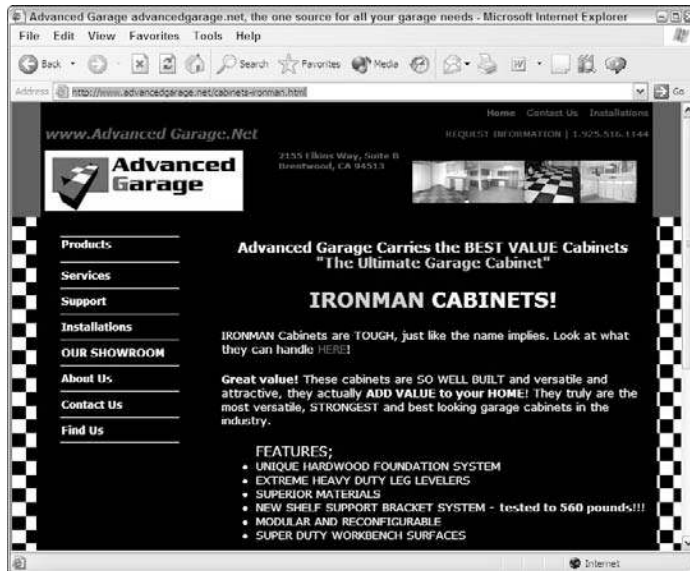 Advanced Garage advancedgarage.net, the one source for all your garage needs - Microsoft Internet Explorer
File Edit View Favorites Tools Help
Back Search Favorites Media
Address http://www.advancedgarage.net/cabinets-ironman.html Go
Home Contact Us Installations
www.Advanced Garage.Net REQUEST INFORMATION | 1.925.516.1144
Advanced
Garage
2155 Elkins Way, Suite B
Brentwood, CA 94513
Products
Services
Support
Installations
OUR SHOWROOM
About Us
Contact Us
Find Us
Advanced Garage Carries the BEST VALUE Cabinets
"The Ultimate Garage Cabinet"
IRONMAN CABINETS!
IRONMAN Cabinets are TOUGH, just like the name implies. Look at what
they can handle HERE!
Great value! These cabinets are SO WELL BUILT and versatile and
attractive, they actually ADD VALUE to your HOME! They truly are the
most versatile, STRONGEST and best looking garage cabinets in the
industry.
FEATURES;
• UNIQUE HARDWOOD FOUNDATION SYSTEM
• EXTREME HEAVY DUTY LEG LEVELERS
• SUPERIOR MATERIALS
• NEW SHELF SUPPORT BRACKET SYSTEM - tested to 560 pounds!!!
• MODULAR AND RECONFIGURABLE
• SUPER DUTY WORKBENCH SURFACES
Internet